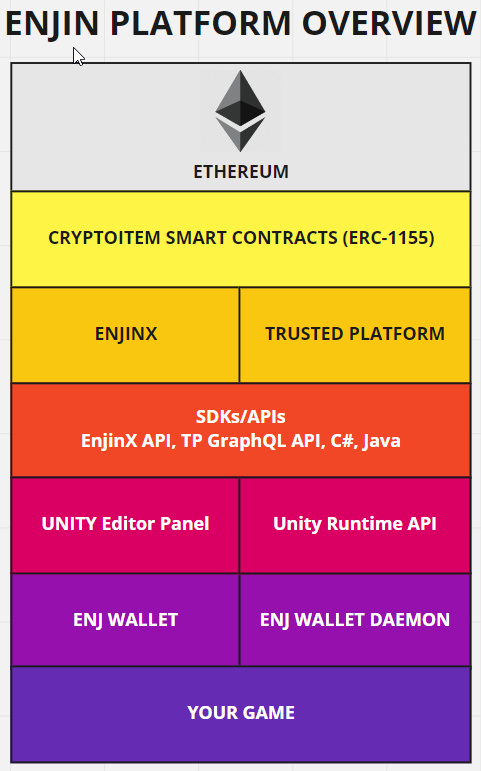 ENJIN PLATFORM OVERVIEW
ETHEREUM
CRYPTOITEM SMART CONTRACTS (ERC-1155)
ENJINX
TRUSTED PLATFORM
SDKs/APIs
EnjinX API, TP GraphQL API, C#, Java
UNITY Editor Panel
Unity Runtime API
ENJ WALLET
ENJ WALLET DAEMON
YOUR GAME